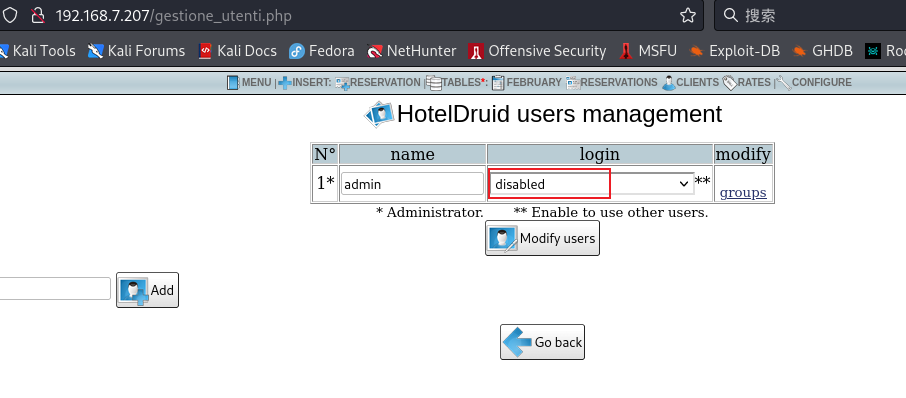 192.168.7.207/gestione_utenti.php
搜索
Kali Tools Kali Forums Kali Docs Fedora NetHunter Offensive Security MSFU Exploit-DB GHDB
MENU | INSERT: RESERVATION | TABLES*: FEBRUARY RESERVATIONS CLIENTS RATES | CONFIGURE
HotelDruid users management
N° name login modify
1* admin disabled ** groups
* Administrator. ** Enable to use other users.
Modify users
Add
Go back